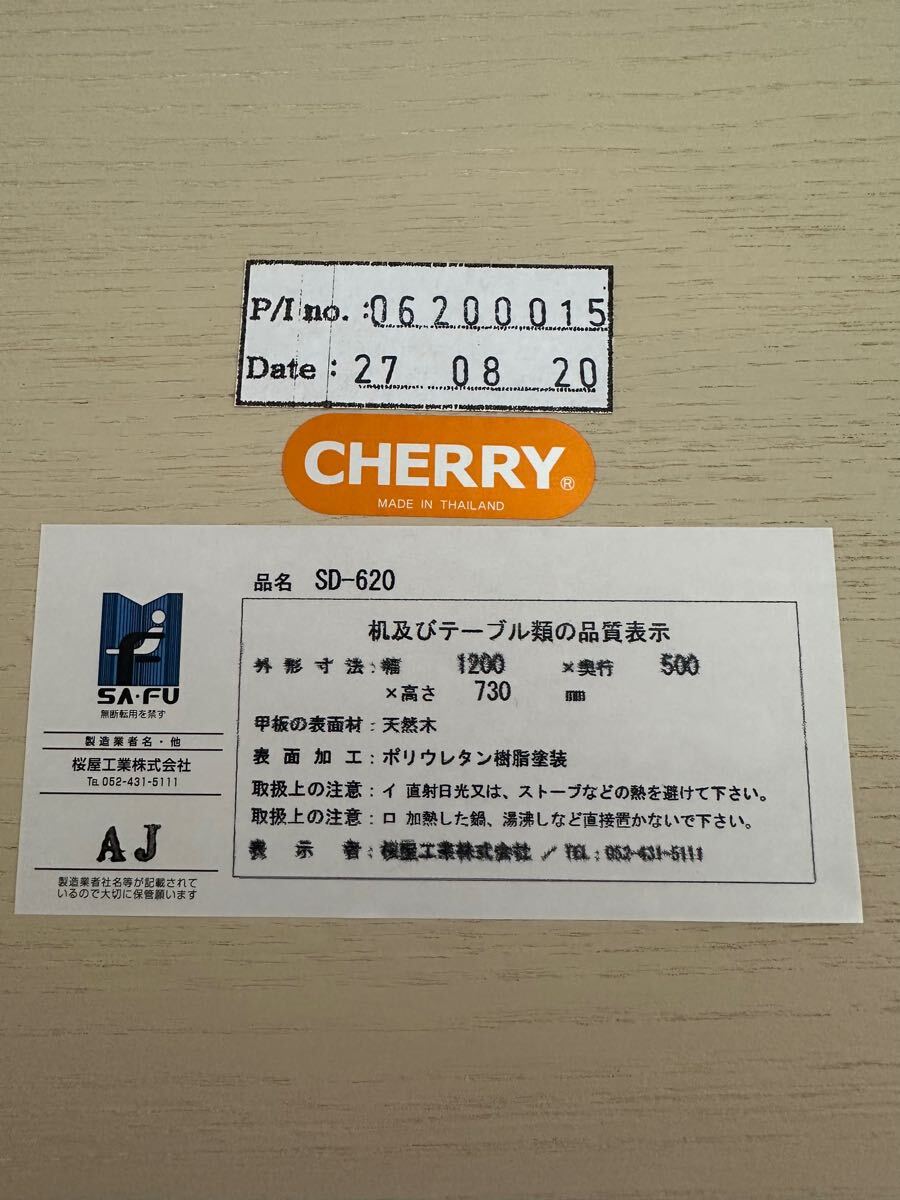 P/I no. : 06200015
Date : 27 08 20
CHERRY®
MADE IN THAILAND
品名 SD-620
机及びテーブル類の品質表示
外形寸法：幅 1200 ×奥行 500
×高さ 730 mm
甲板の表面材：天然木
表面加工：ポリウレタン樹脂塗装
取扱上の注意：イ 直射日光又は、ストーブなどの熱を避けて下さい。
取扱上の注意：ロ 加熱した鍋、湯沸しなど直接置かないで下さい。
表示者：桜屋工業株式会社 / TEL：052-431-5111
SA・FU
無断転用を禁ず
製造業者名・他
桜屋工業株式会社
TEL 052-431-5111
AJ
製造業者社名等が記載されて
いるので大切に保管願います